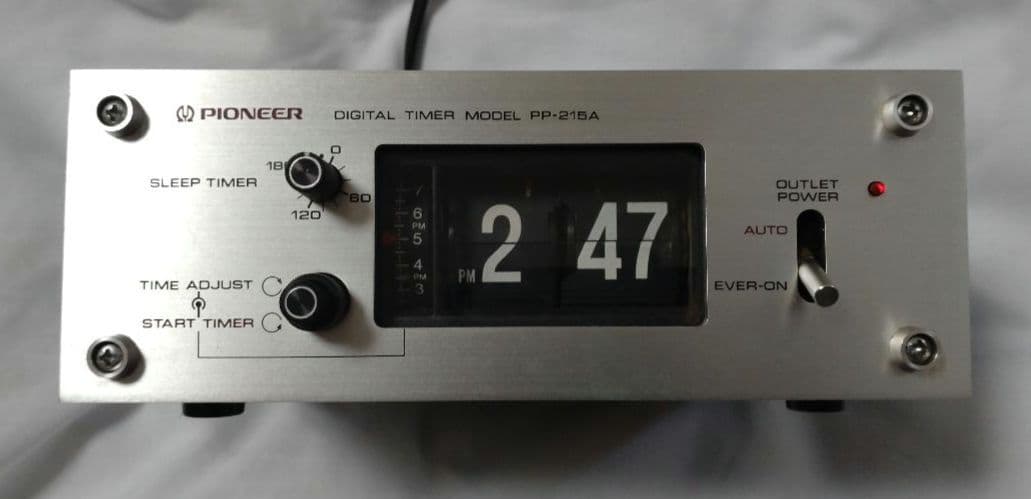 PIONEER DIGITAL TIMER MODEL PP-215A
SLEEP TIMER
0
60
120
TIME ADJUST
START TIMER
7
6
PM
5
4
PM
3
PM 2 47
OUTLET
POWER
AUTO
EVER-ON